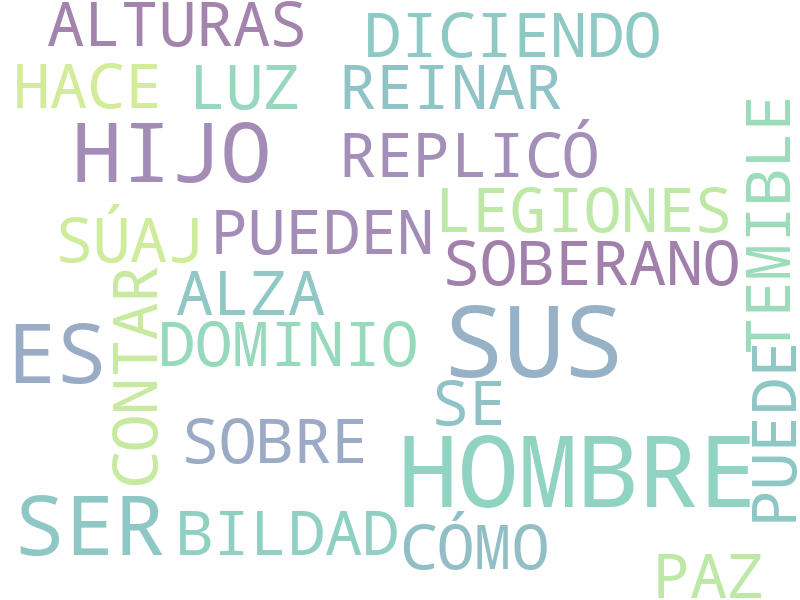 ALTURAS
DICIENDO
HACE
LUZ
REINAR
HIJO
REPLICÓ
TEMIBLE
LEGIONES
SÚAJ
PUEDEN
SOBERANO
CONTAR
ALZA
DOMINIO
SUS
ES
PUEDE
SE
SOBRE
HOMBRE
SER
BILDAD
CÓMO
PAZ